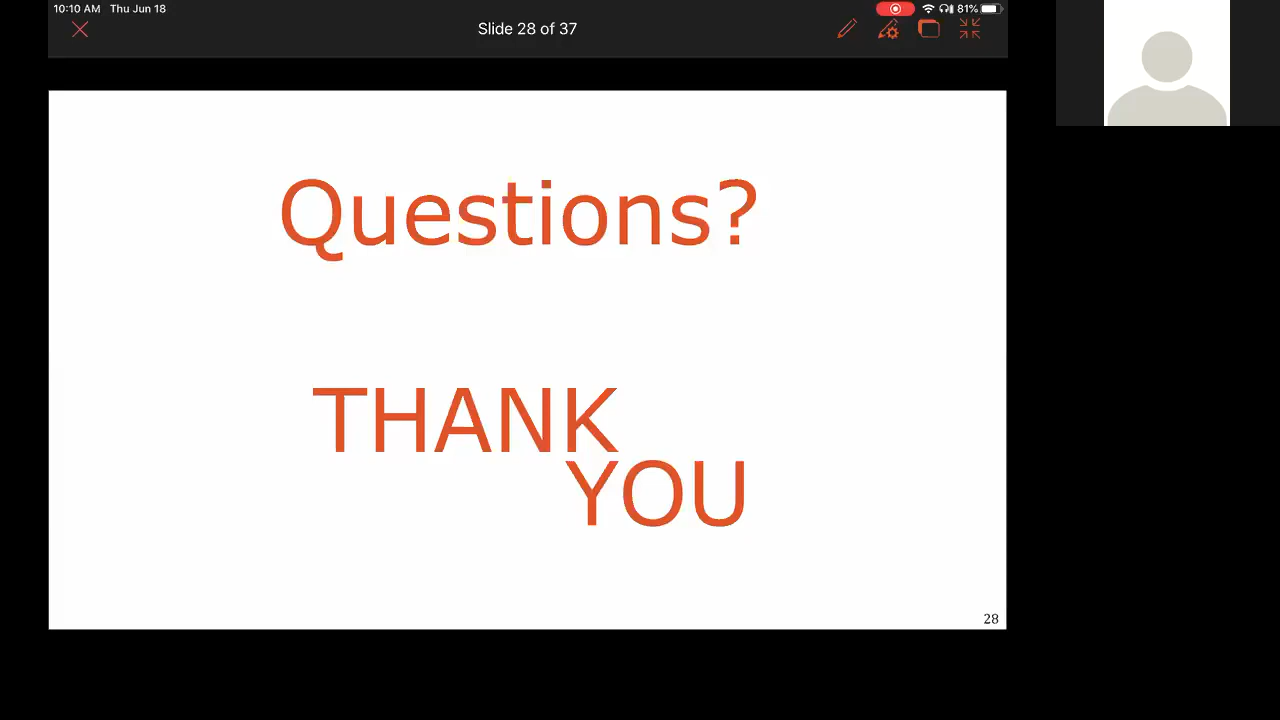 10:10 AM Thu Jun 18
81%
Slide 28 of 37
Questions?
THANK
YOU
28